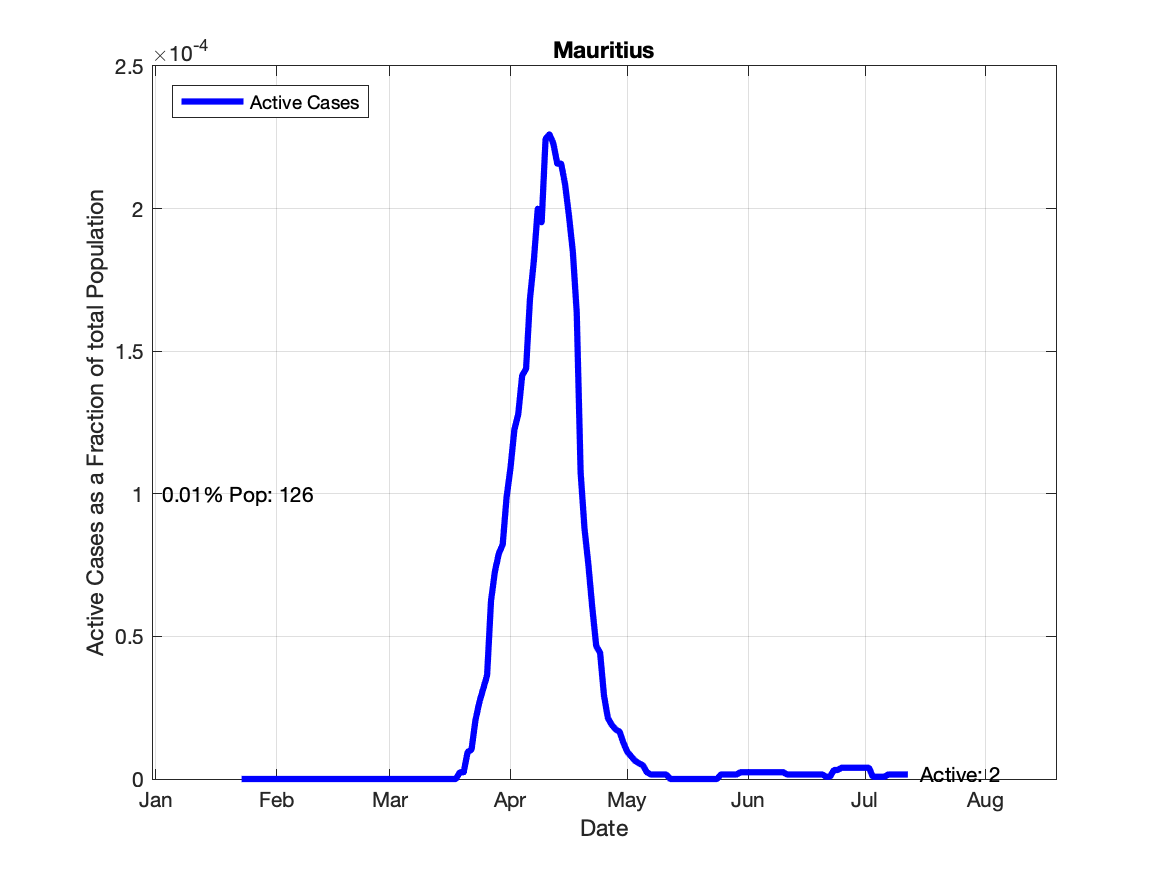 Mauritius
×10-4
Active Cases
2.5
2
1.5
1
0.5
0
0.01% Pop: 126
Active: 2
Jan Feb Mar Apr May Jun Jul Aug
Date
Active Cases as a Fraction of total Population